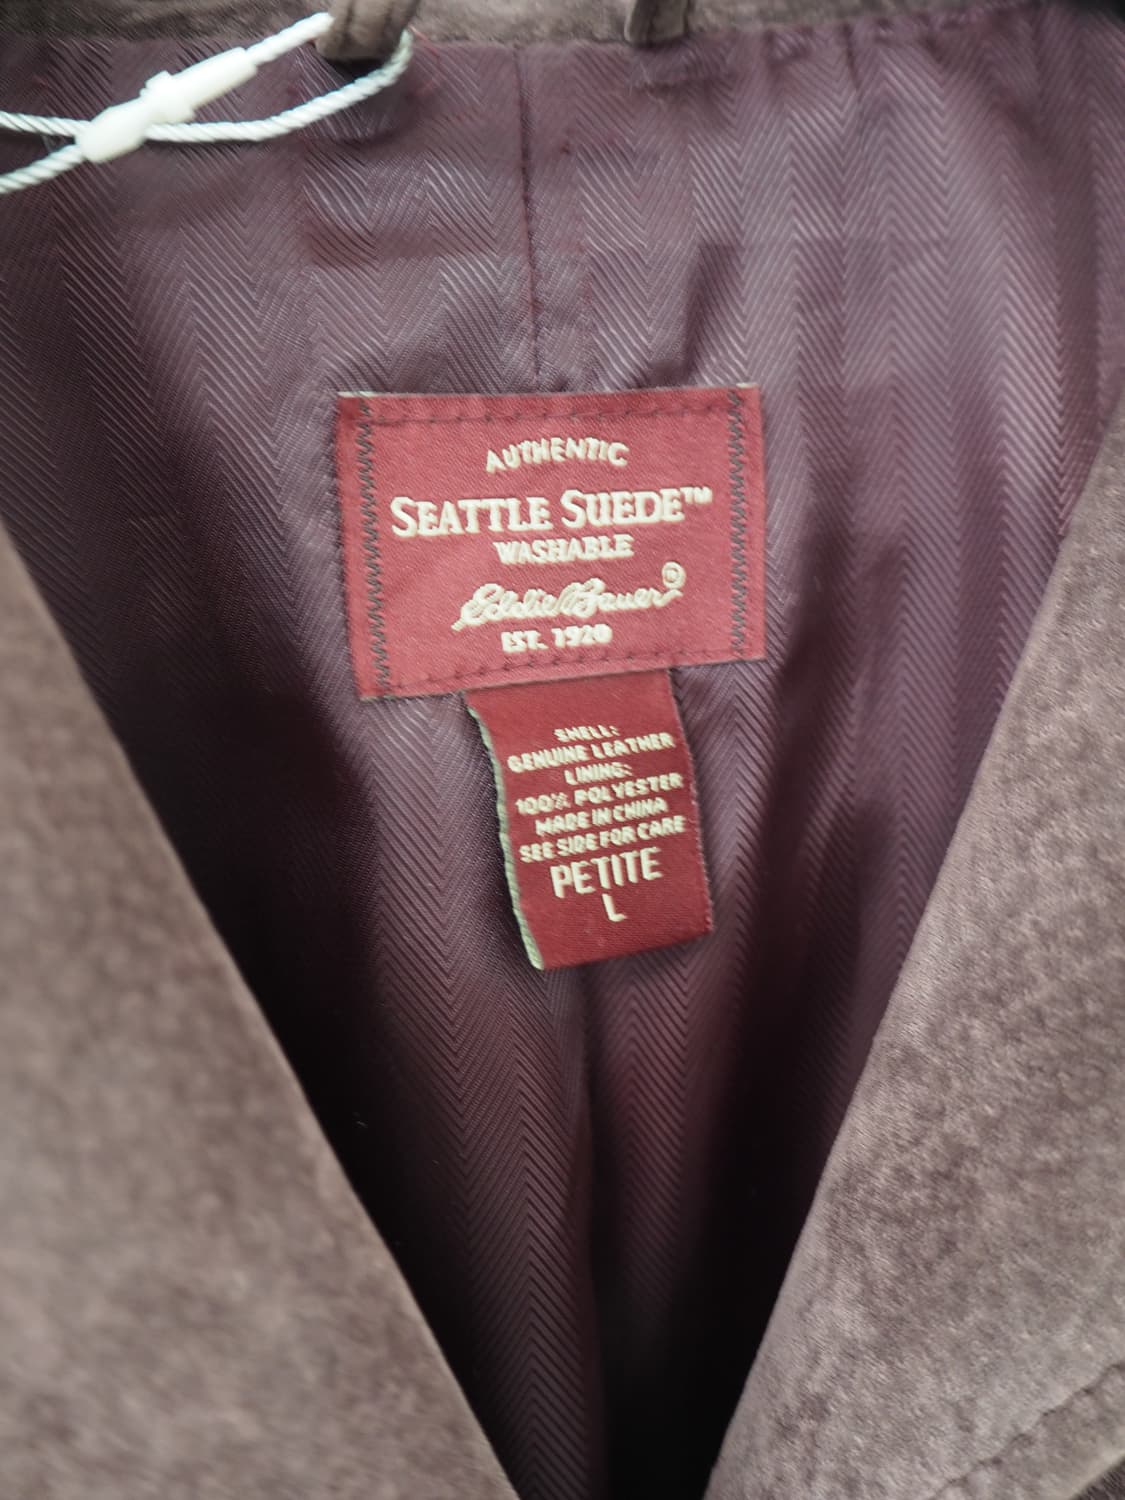 AUTHENTIC
SEATTLE SUEDE™
WASHABLE
Eddie Bauer®
EST. 1920
SHELL:
GENUINE LEATHER
LINING:
100% POLYESTER
MADE IN CHINA
SEE SIDE FOR CARE
PETITE
L